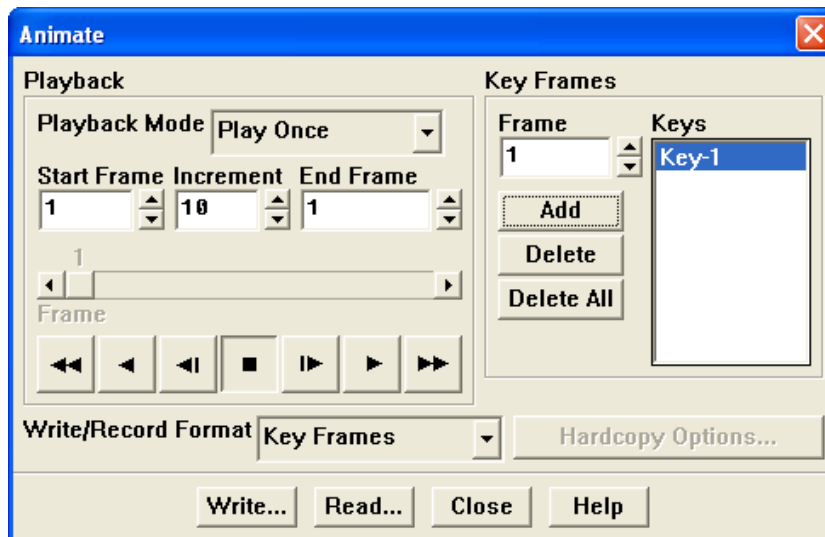 Animate
Playback
Key Frames
Playback Mode Play Once
Frame
Keys
1
Key-1
Start Frame Increment End Frame
1
10
1
Add
1
Delete
Frame
Delete All
Write/Record Format Key Frames
Hardcopy Options...
Write... Read... Close Help